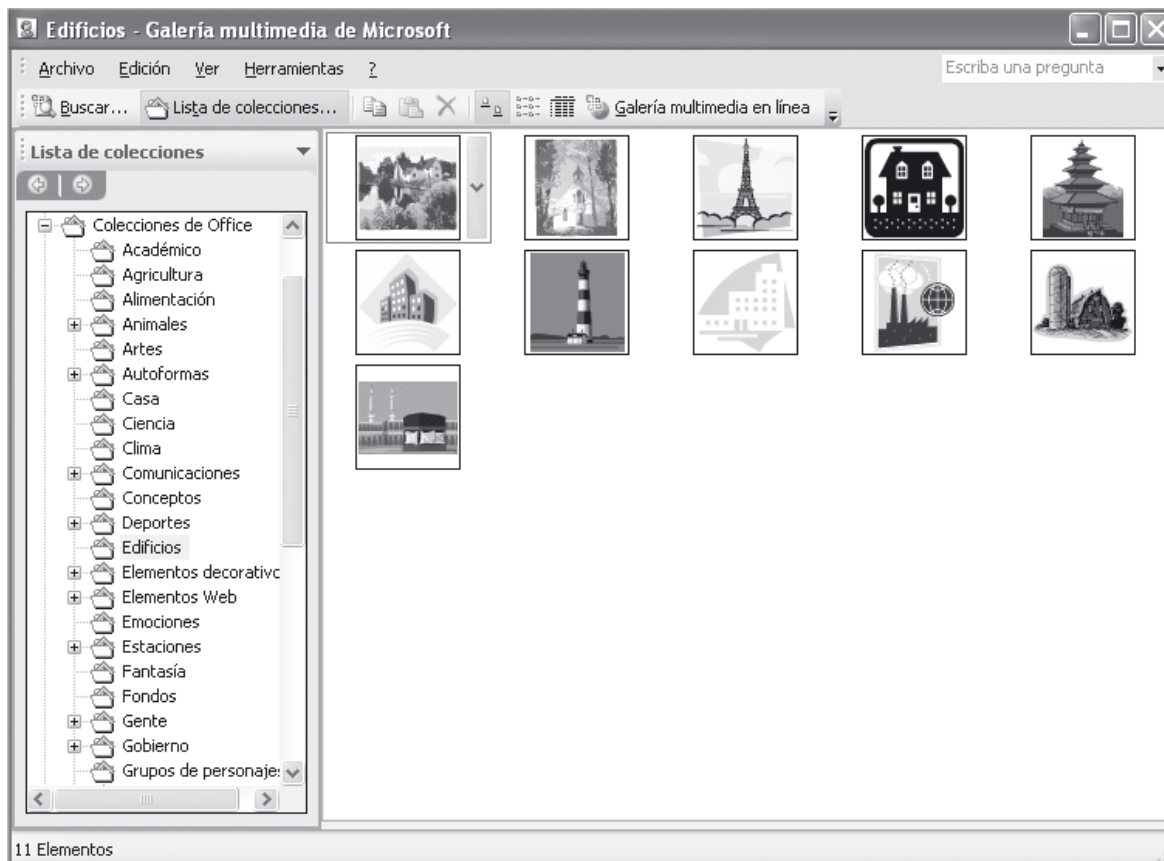 Edificios - Galería multimedia de Microsoft
Archivo Edición Ver Herramientas ? Escriba una pregunta
Buscar... Lista de colecciones... Galería multimedia en línea
Lista de colecciones
Colecciones de Office
Académico
Agricultura
Alimentación
Animales
Artes
Autoformas
Casa
Ciencia
Clima
Comunicaciones
Conceptos
Deportes
Edificios
Elementos decorativc
Elementos Web
Emociones
Estaciones
Fantasía
Fondos
Gente
Gobierno
Grupos de personaje:
11 Elementos